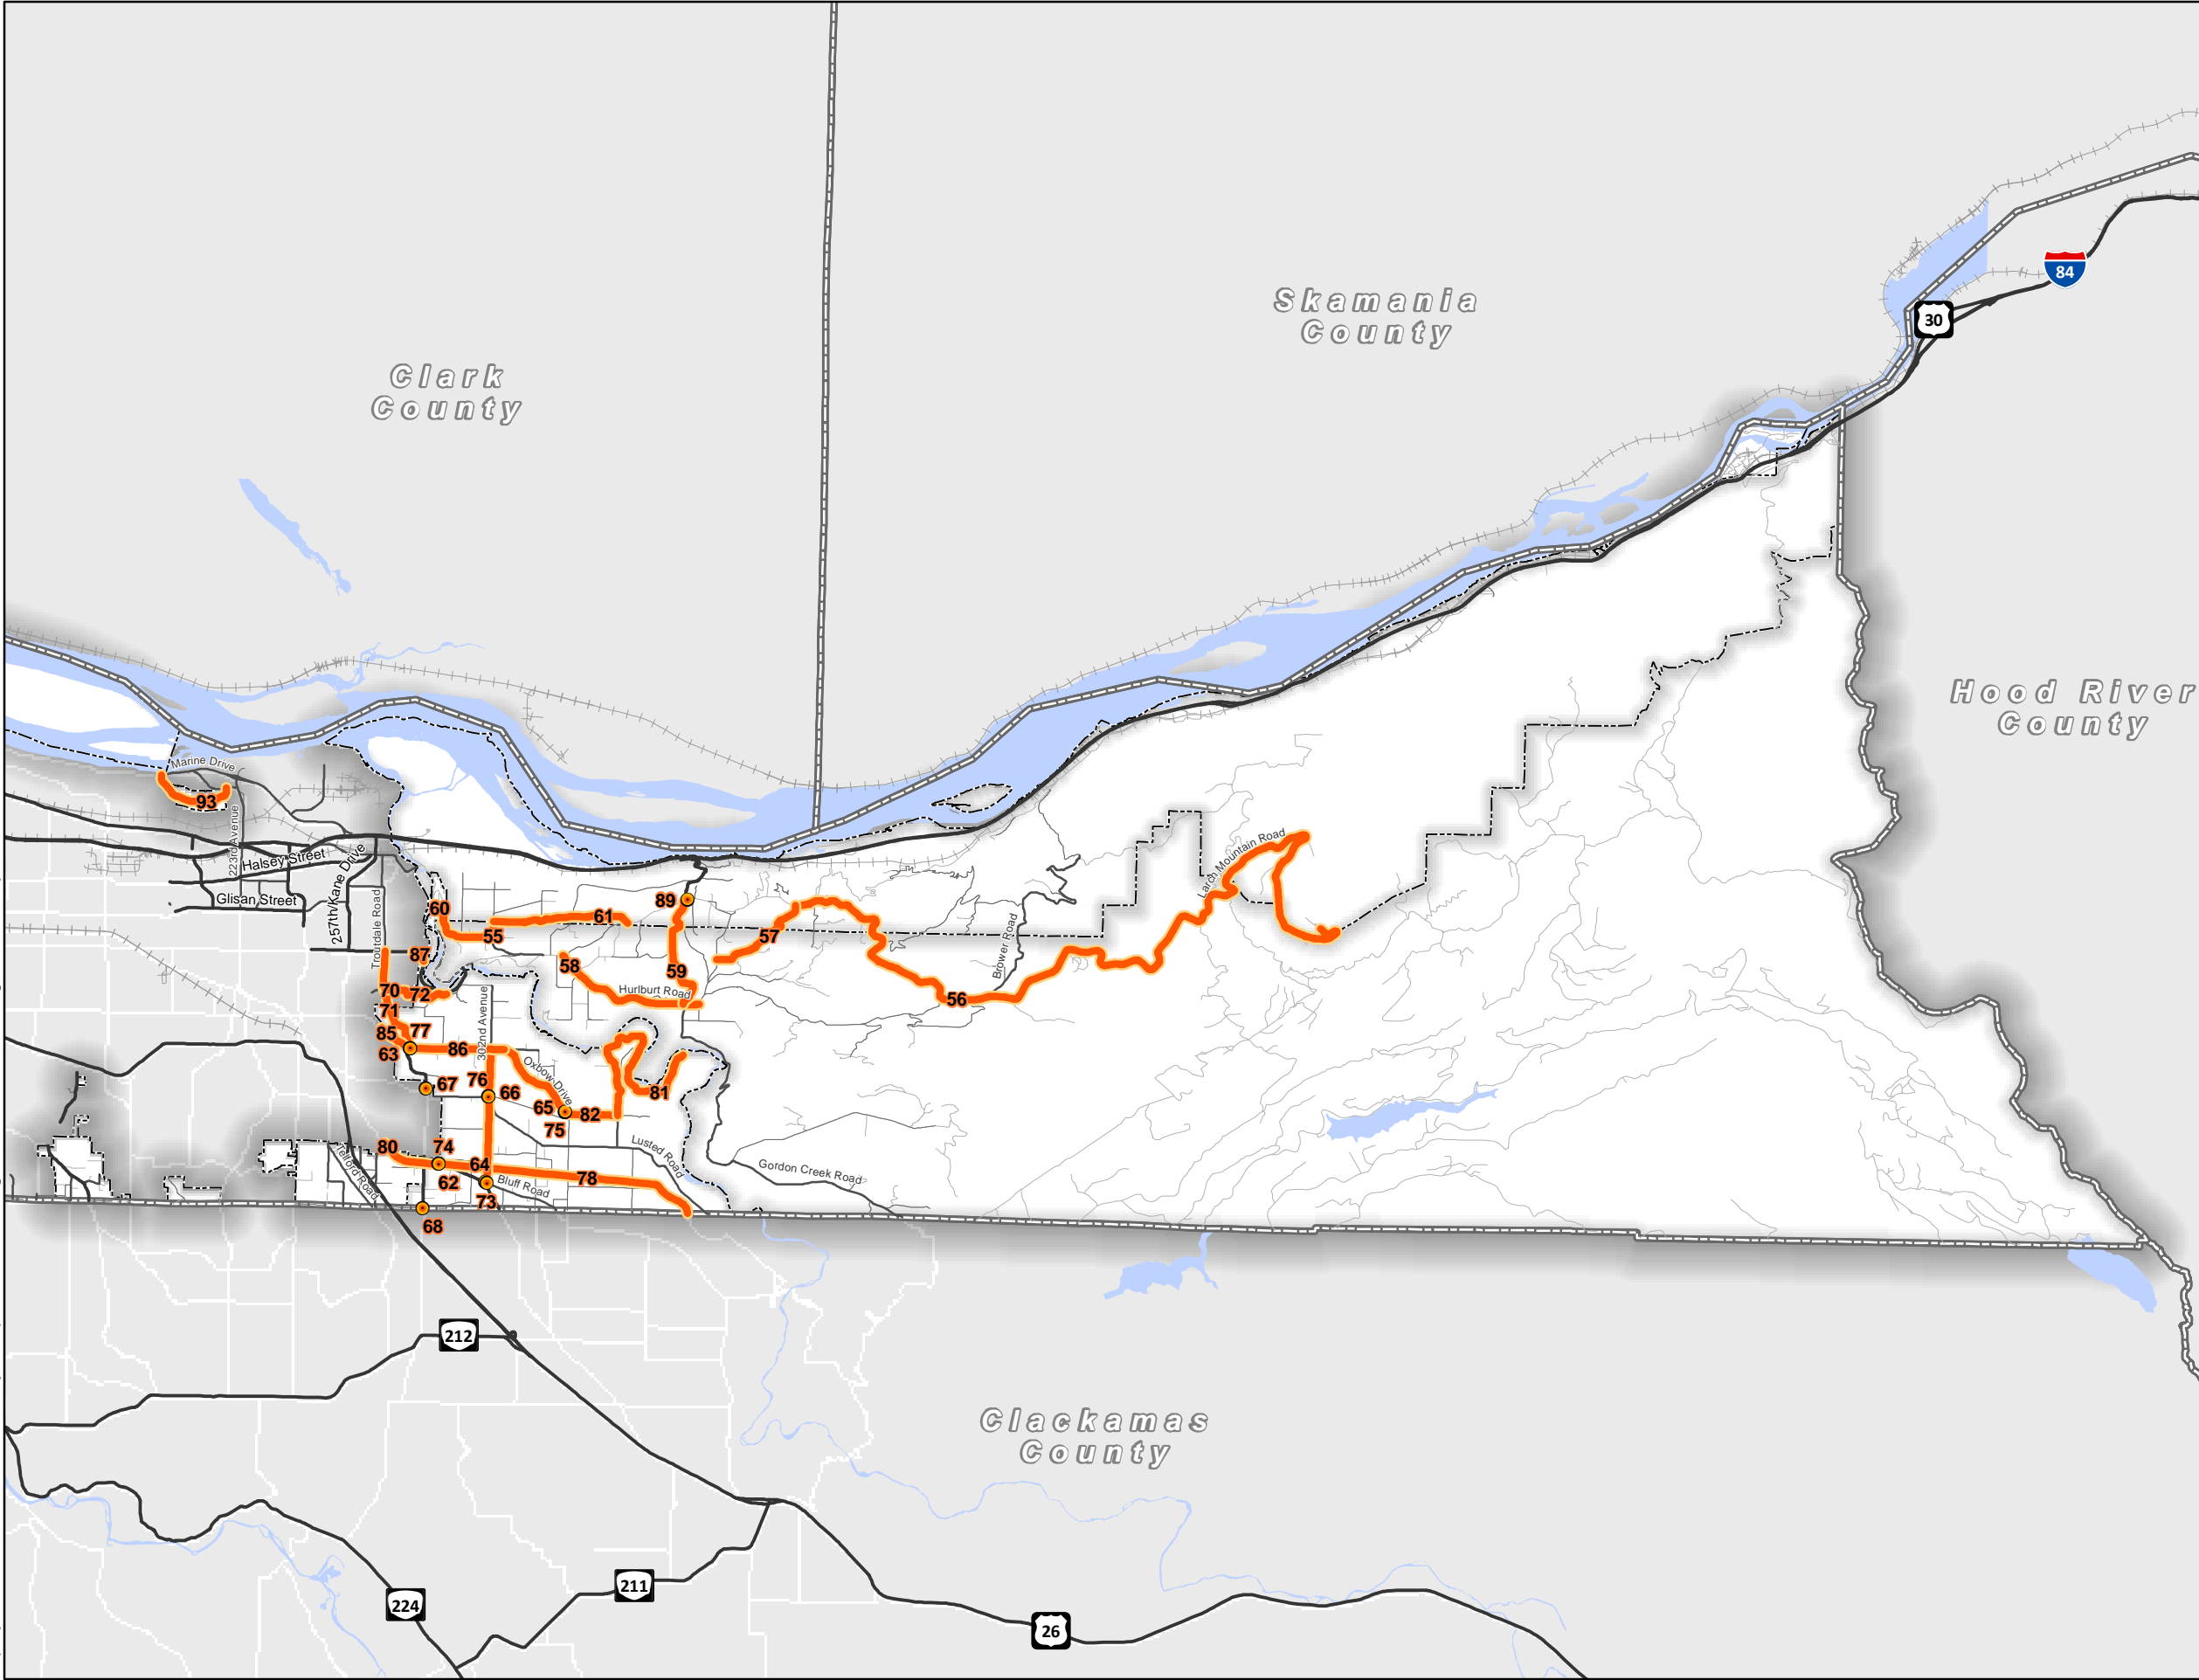 84
30
Skamania
County
Clark
County
Hood River
County
Marine Drive
93
223rd Avenue
Halsey Street
257th/Kane Drive
Glisan Street
Larch Mountain Road
Troutdale Road
60
61
89
55
57
87
58
59
Brower Road
70
72
Hurlburt Road
56
71
85
77
302nd Avenue
63
86
Oxbow Drive
67
76
66
81
65
82
75
80
74
Lusted Road
Telford Road
64
Gordon Creek Road
62
78
Bluff Road
73
68
212
Clackamas
County
211
224
26